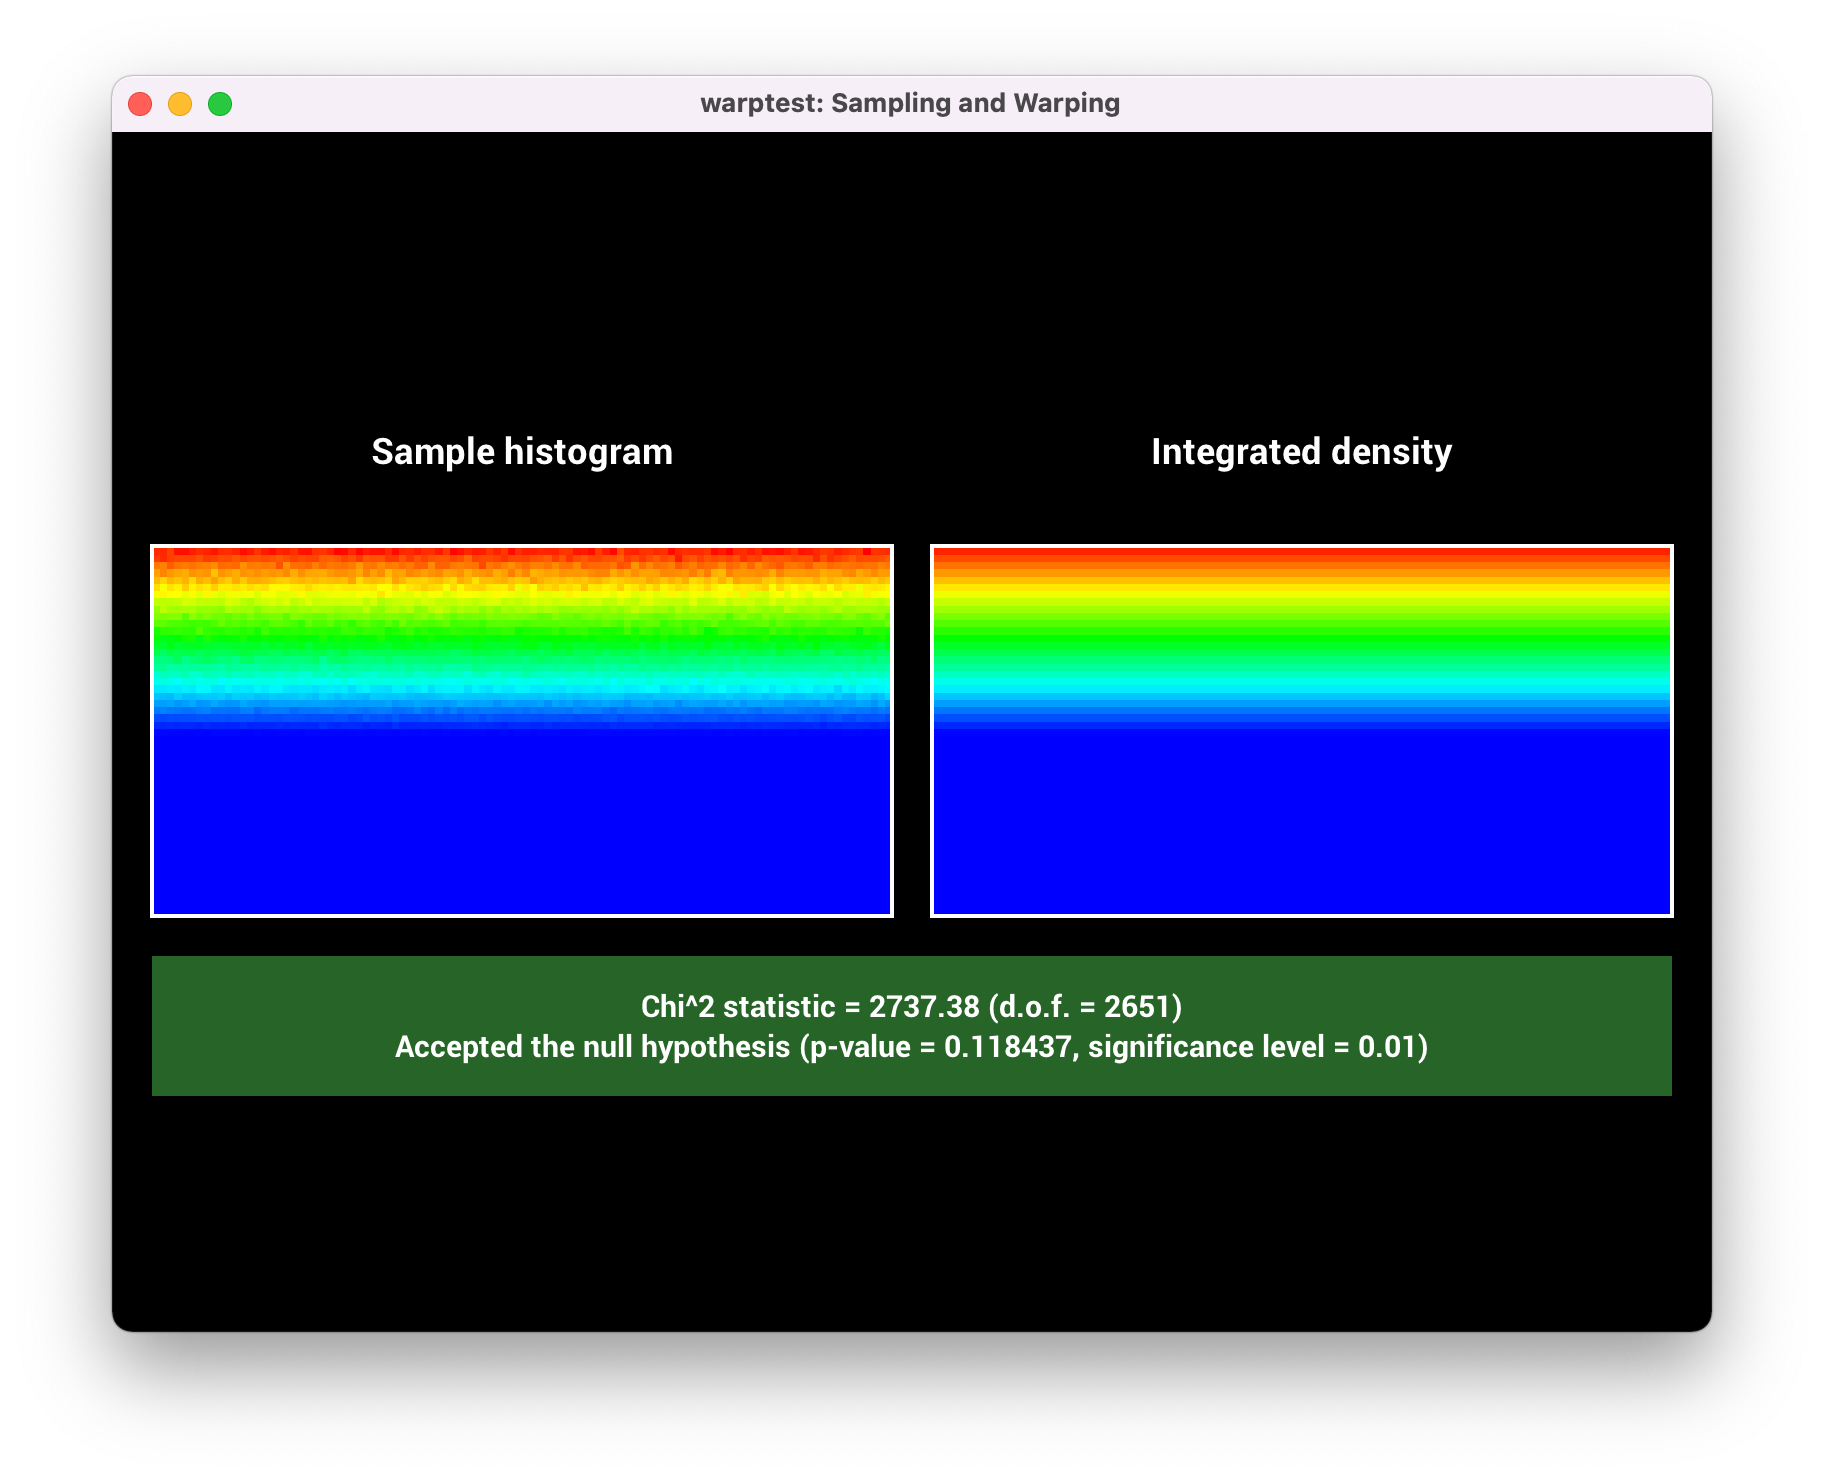 warptest: Sampling and Warping
Sample histogram
Integrated density
Chi^2 statistic = 2737.38 (d.o.f. = 2651)
Accepted the null hypothesis (p-value = 0.118437, significance level = 0.01)